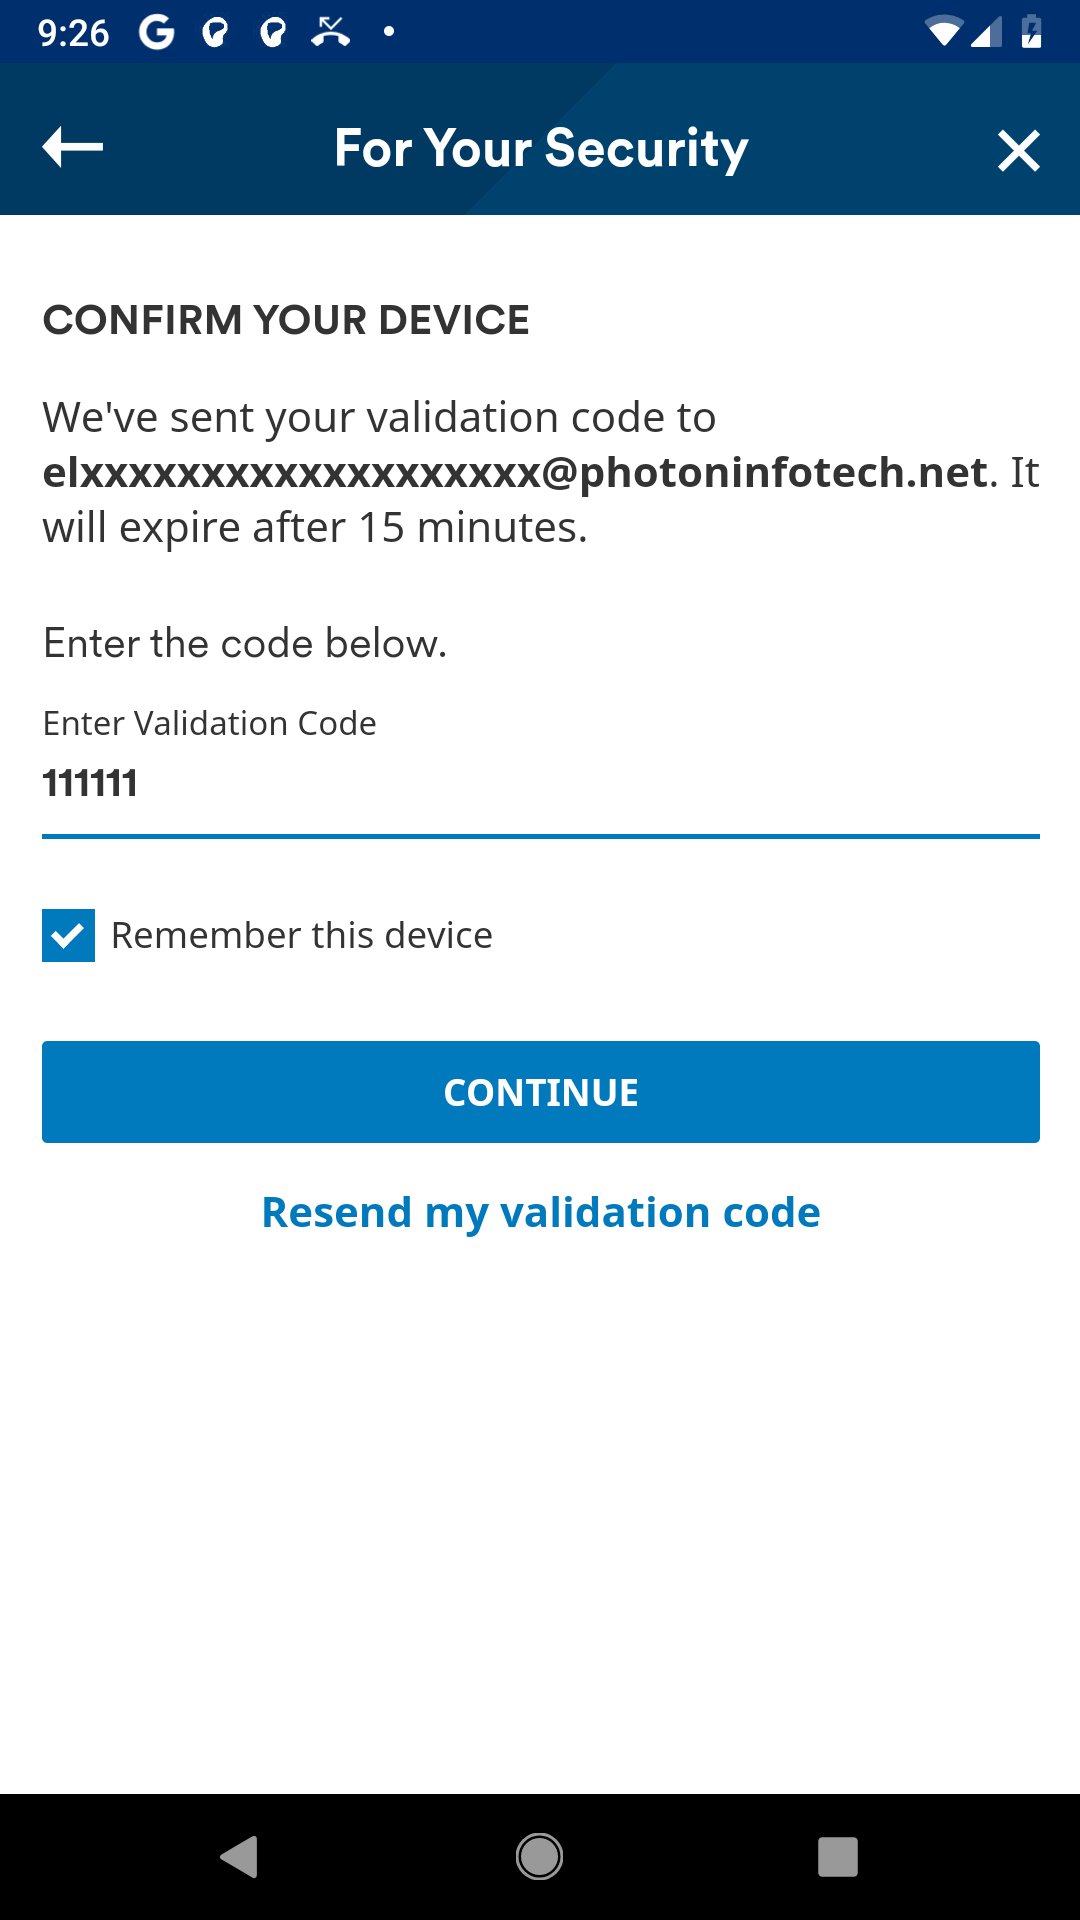 9:26
For Your Security
CONFIRM YOUR DEVICE
We've sent your validation code to
elxxxxxxxxxxxxxxxxxxx@photoninfotech.net. It
will expire after 15 minutes.
Enter the code below.
Enter Validation Code
111111
Remember this device
CONTINUE
Resend my validation code